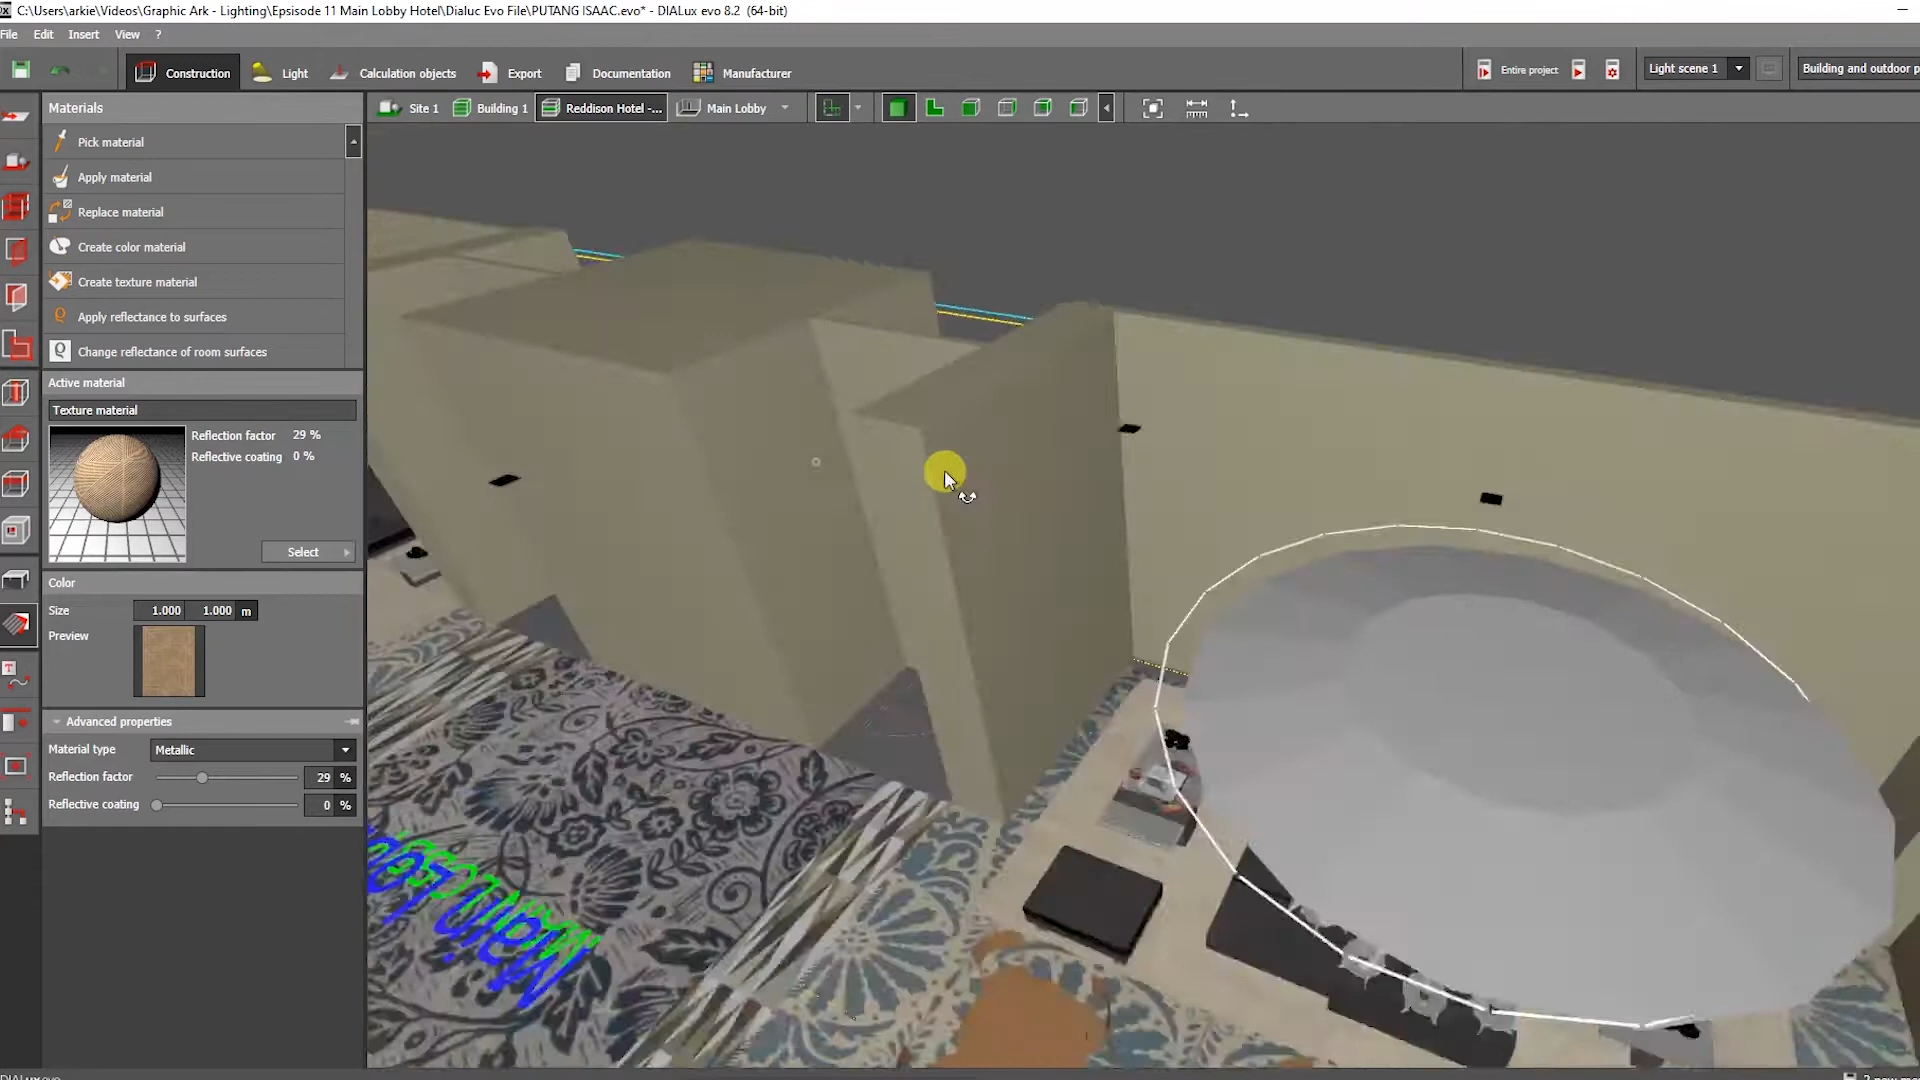 C:\Users\arkie\Videos\Graphic Ark - Lighting\Epsisode 11 Main Lobby Hotel\Dialuc Evo File\PUTANG ISAAC.evo* - DIALux evo 8.2 (64-bit)
File Edit Insert View ?
Construction Light Calculation objects Export Documentation Manufacturer Entire project Light scene 1 Building and outdoor p
Materials Site 1 Building 1 Reddison Hotel -... Main Lobby
Pick material
Apply material
Replace material
Create color material
Create texture material
Apply reflectance to surfaces
Change reflectance of room surfaces
Active material
Texture material
Reflection factor 29 %
Reflective coating 0 %
Select
Color
Size 1.000 1.000 m
Preview
Advanced properties
Material type Metallic
Reflection factor 29 %
Reflective coating 0 %